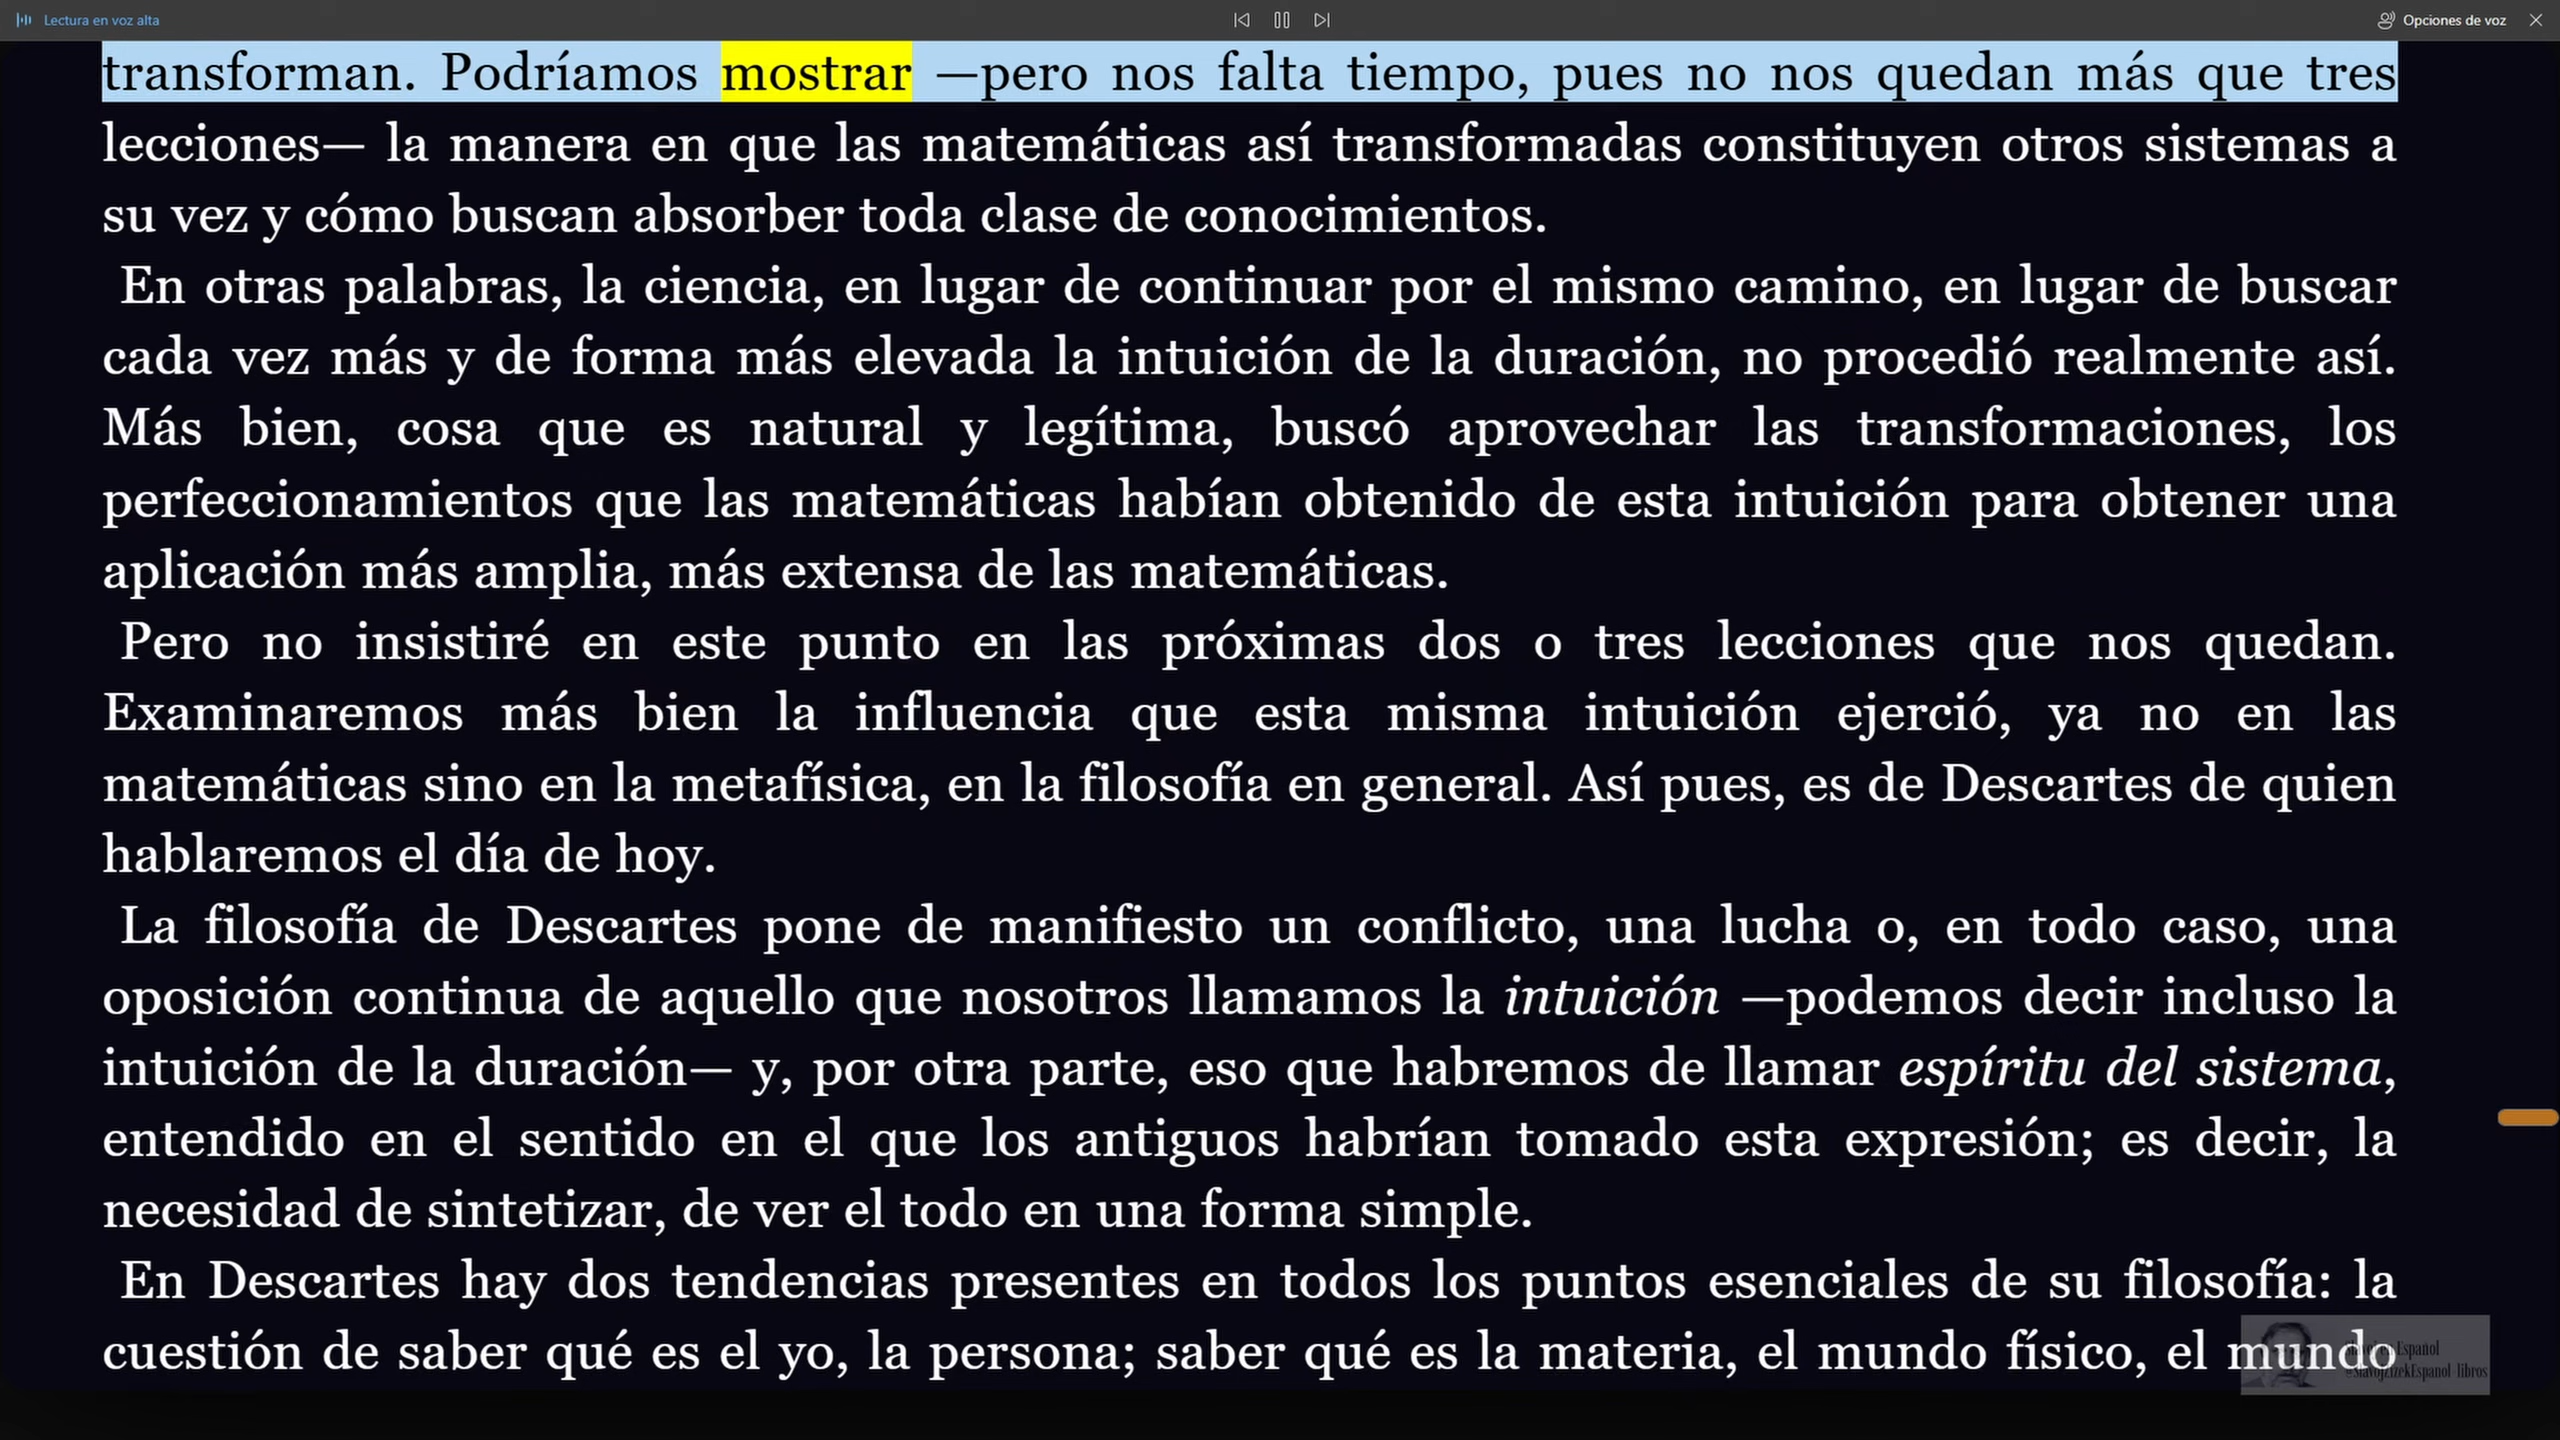 Lectura en voz alta
Opciones de voz
transforman. Podríamos mostrar —pero nos falta tiempo, pues no nos quedan más que tres
lecciones— la manera en que las matemáticas así transformadas constituyen otros sistemas a
su vez y cómo buscan absorber toda clase de conocimientos.
En otras palabras, la ciencia, en lugar de continuar por el mismo camino, en lugar de buscar
cada vez más y de forma más elevada la intuición de la duración, no procedió realmente así.
Más bien, cosa que es natural y legítima, buscó aprovechar las transformaciones, los
perfeccionamientos que las matemáticas habían obtenido de esta intuición para obtener una
aplicación más amplia, más extensa de las matemáticas.
Pero no insistiré en este punto en las próximas dos o tres lecciones que nos quedan.
Examinaremos más bien la influencia que esta misma intuición ejerció, ya no en las
matemáticas sino en la metafísica, en la filosofía en general. Así pues, es de Descartes de quien
hablaremos el día de hoy.
La filosofía de Descartes pone de manifiesto un conflicto, una lucha o, en todo caso, una
oposición continua de aquello que nosotros llamamos la intuición —podemos decir incluso la
intuición de la duración— y, por otra parte, eso que habremos de llamar espíritu del sistema,
entendido en el sentido en el que los antiguos habrían tomado esta expresión; es decir, la
necesidad de sintetizar, de ver el todo en una forma simple.
En Descartes hay dos tendencias presentes en todos los puntos esenciales de su filosofía: la
cuestión de saber qué es el yo, la persona; saber qué es la materia, el mundo físico, el mundo
Español
libros